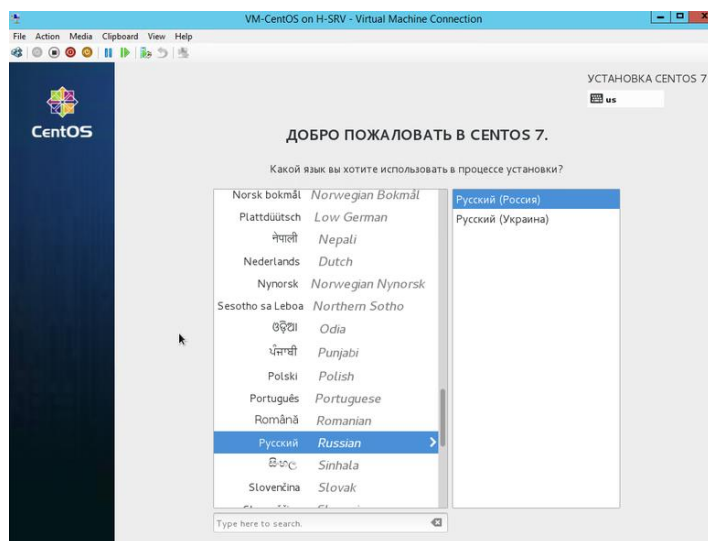 VM-CentOS on H-SRV - Virtual Machine Connection
File Action Media Clipboard View Help
CentOS
УСТАНОВКА CENTOS 7
us
ДОБРО ПОЖАЛОВАТЬ В CENTOS 7.
Какой язык вы хотите использовать в процессе установки?
Norsk bokmål Norwegian Bokmål
Plattdüütsch Low German
नेपाली Nepali
Nederlands Dutch
Nynorsk Norwegian Nynorsk
Sesotho sa Leboa Northern Sotho
ଓଡ଼ିଆ Odia
ਪੰਜਾਬੀ Punjabi
Polski Polish
Português Portuguese
Română Romanian
Русский Russian
සිංහල Sinhala
Slovenčina Slovak
Русский (Россия)
Русский (Украина)
Type here to search.